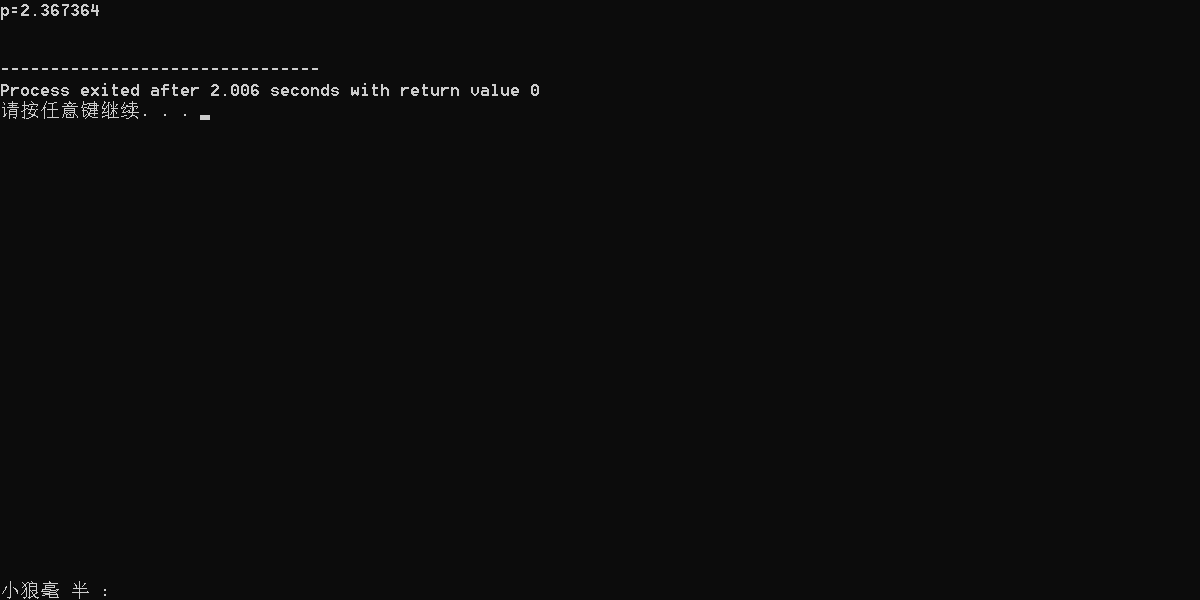 p=2.367364
--------------------------------
Process exited after 2.006 seconds with return value 0
请按任意键继续. . .
小狼毫 半 :